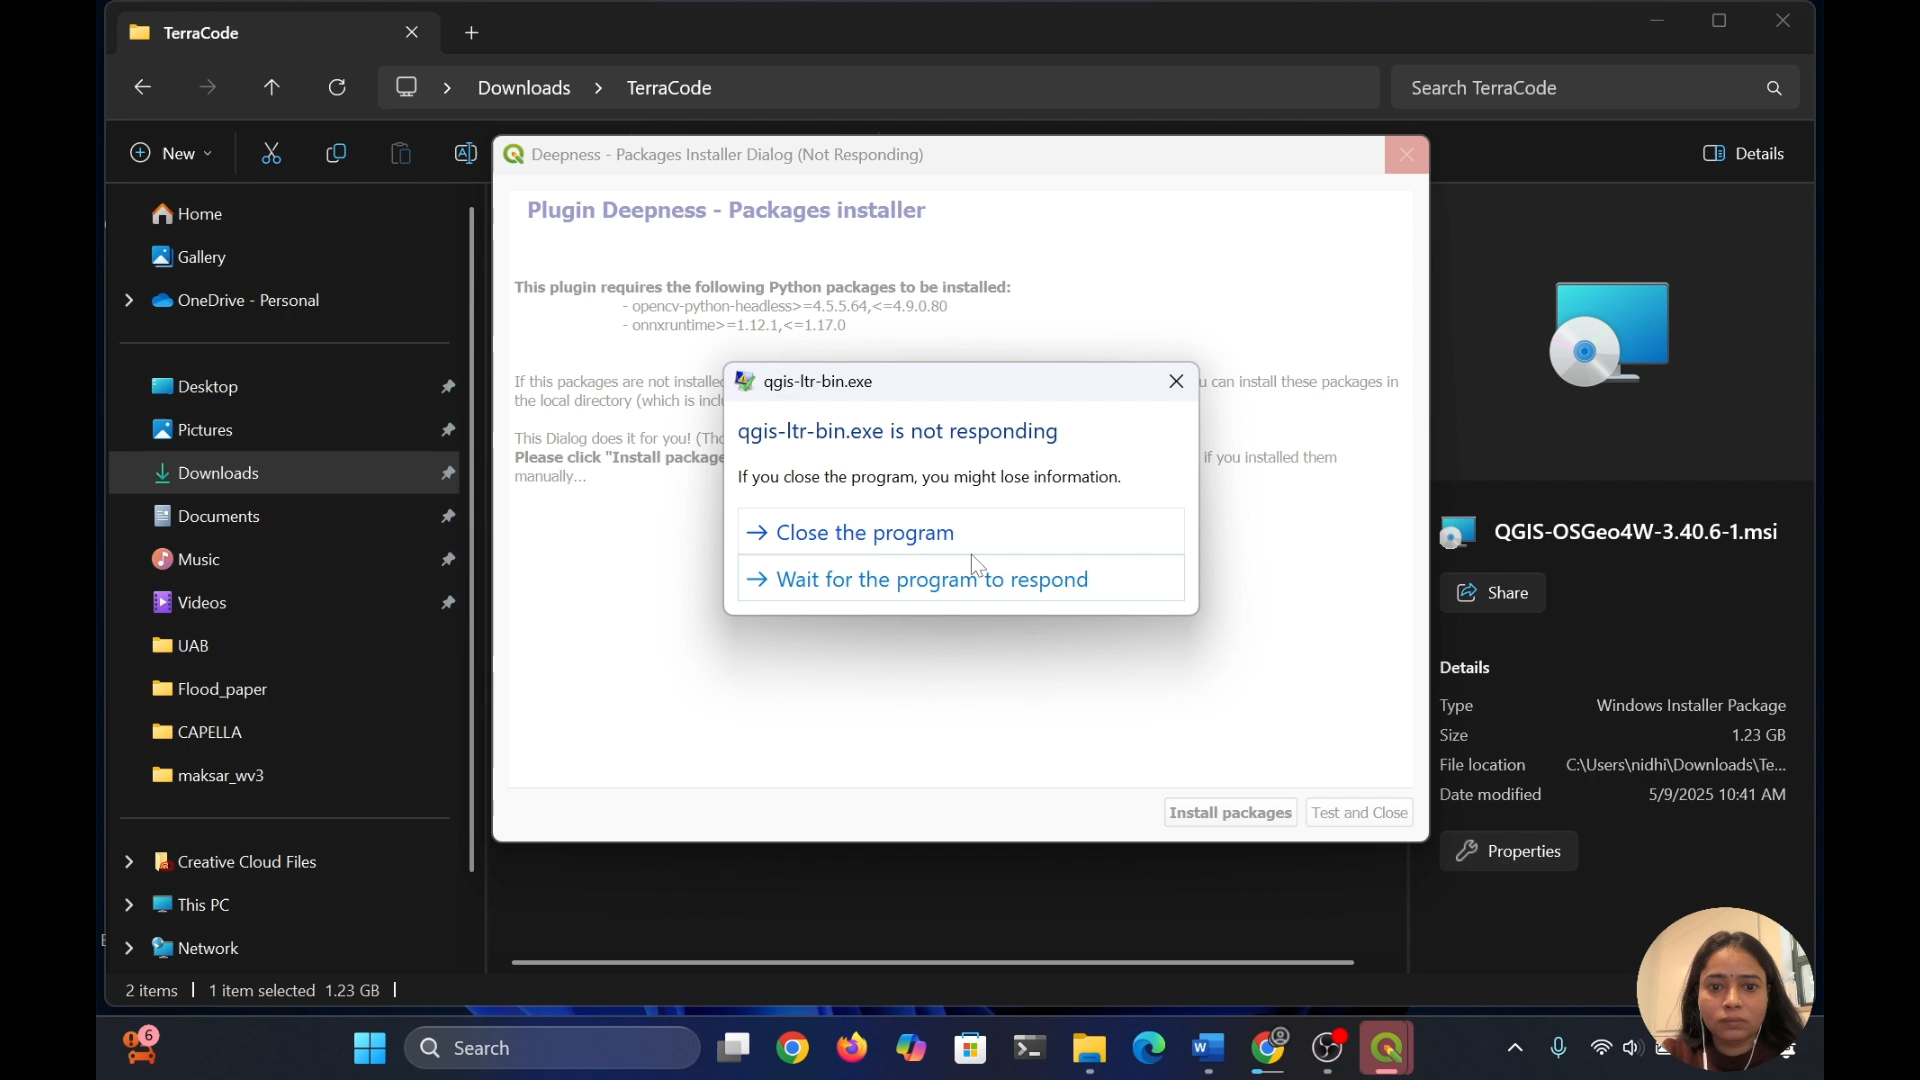 TerraCode
Downloads > TerraCode
Search TerraCode
New
Details
Home
Gallery
OneDrive - Personal
Desktop
Pictures
Downloads
Documents
Music
Videos
UAB
Flood_paper
CAPELLA
maksar_wv3
Creative Cloud Files
This PC
Network
2 items | 1 item selected 1.23 GB |
Deepness - Packages Installer Dialog (Not Responding)
Plugin Deepness - Packages installer
This plugin requires the following Python packages to be installed:
- opencv-python-headless>=4.5.5.64,<=4.9.0.80
- onnxruntime>=1.12.1,<=1.17.0
If this packages are not installed
can install these packages in
the local directory (which is
This Dialog does it for you!
Please click "Install package
if you installed them
manually...
Install packages
Test and Close
qgis-ltr-bin.exe
qgis-ltr-bin.exe is not responding
If you close the program, you might lose information.
Close the program
Wait for the program to respond
QGIS-OSGeo4W-3.40.6-1.msi
Share
Details
Type Windows Installer Package
Size 1.23 GB
File location C:\Users\nidhi\Downloads\Te...
Date modified 5/9/2025 10:41 AM
Properties
6
Search